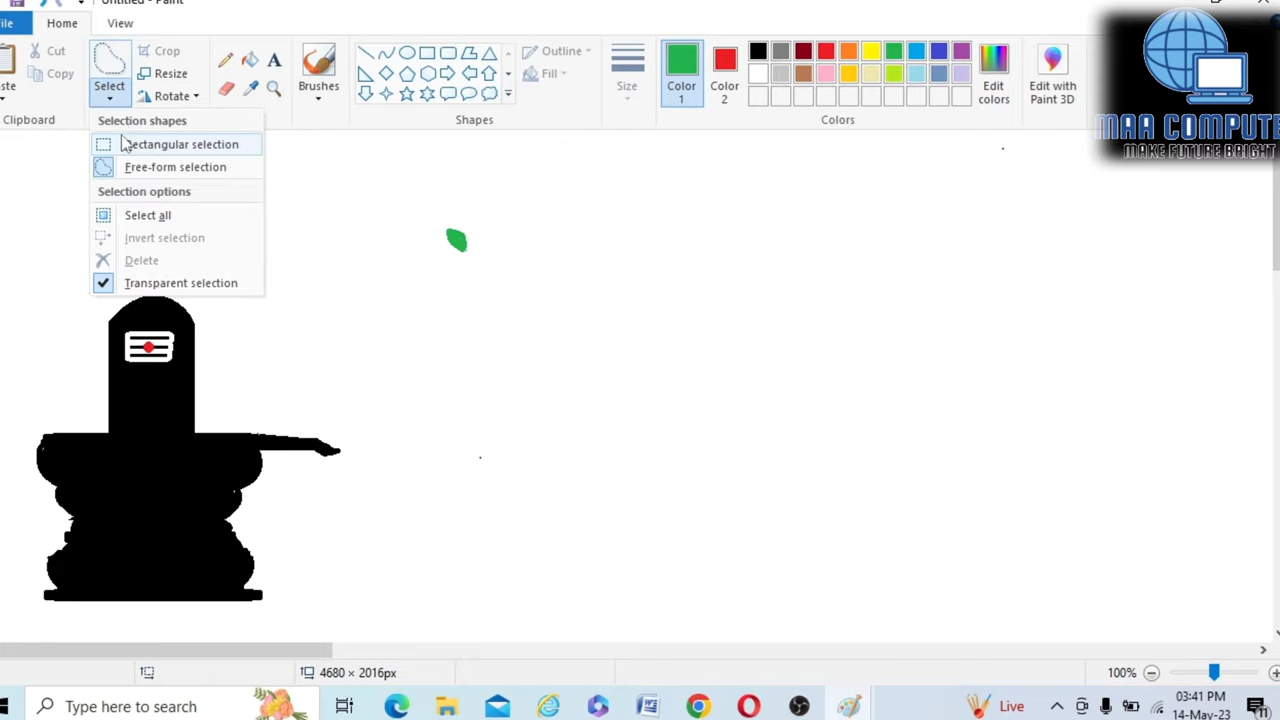 Untitled - Paint
File
Home
View
Cut
Copy
Clipboard
Select
Crop
Resize
Rotate
Brushes
Outline
Fill
Shapes
Size
Color
1
Color
2
Edit
colors
Edit with
Paint 3D
Colors
MAA COMPUTE
MAKE FUTURE BRIGHT
Selection shapes
Rectangular selection
Free-form selection
Selection options
Select all
Invert selection
Delete
Transparent selection
4680 × 2016px
100%
Type here to search
Live
03:41 PM
14-May-23